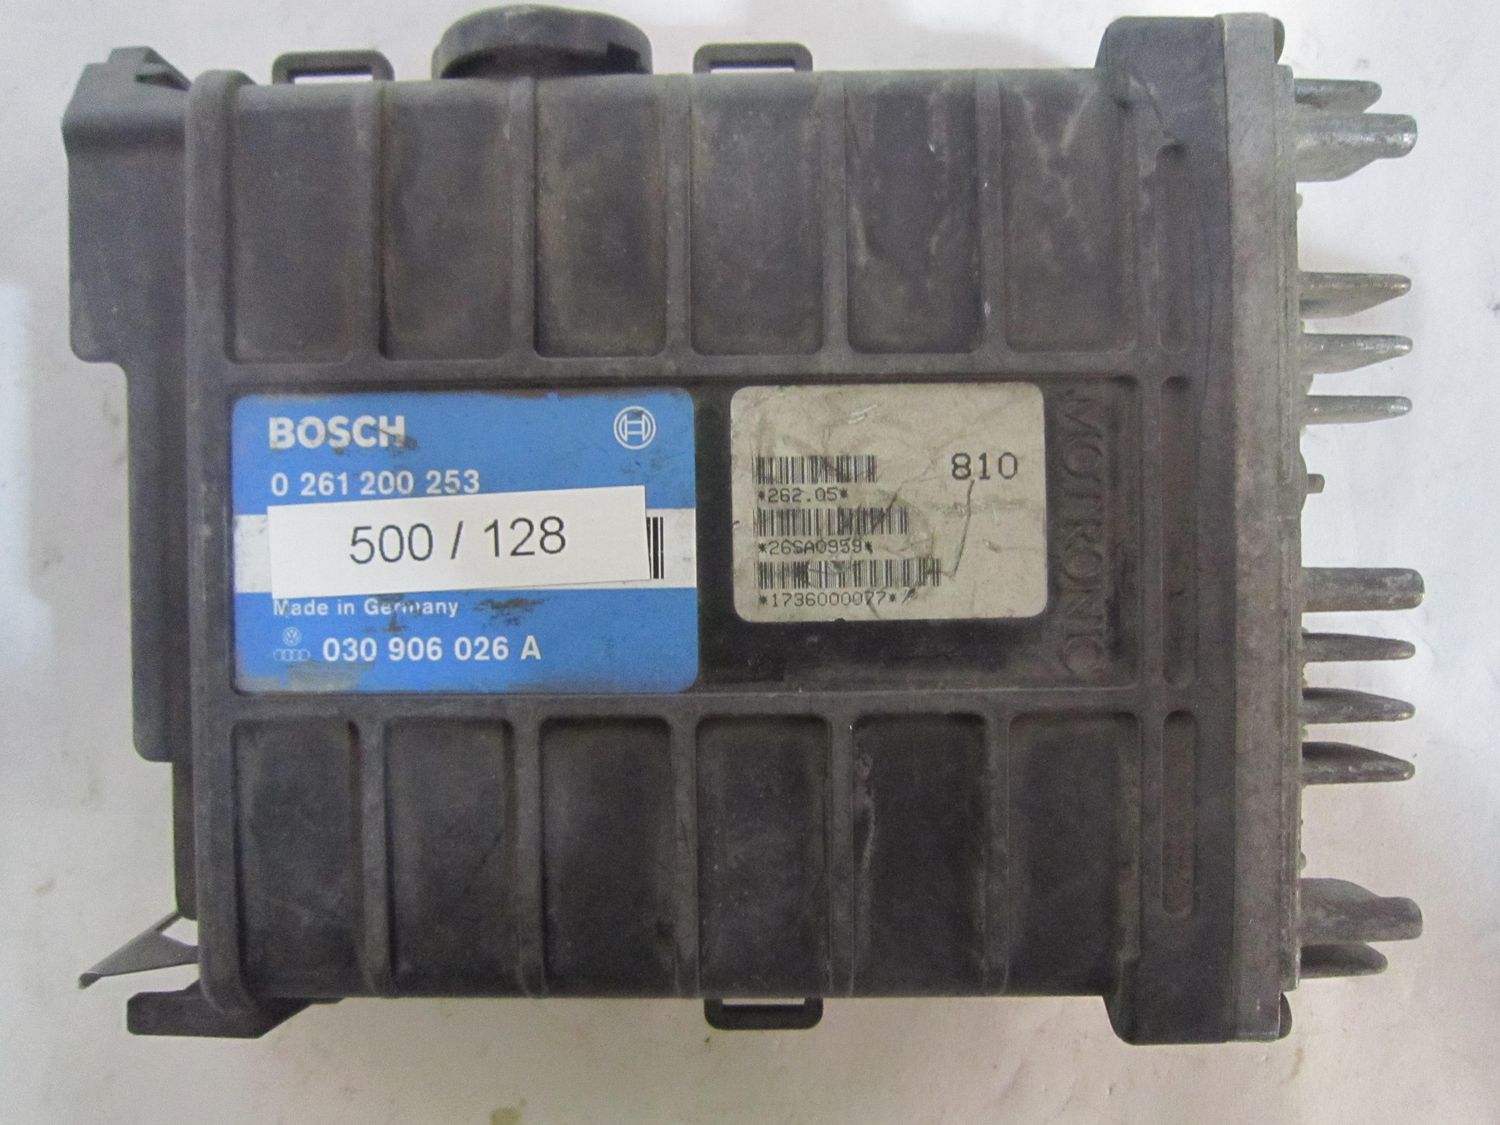 BOSCH
0 261 200 253
500 / 128
Made in Germany
030 906 026 A
810
*262.05*
*26SA0959*
*1736000077*
MOTRONIC